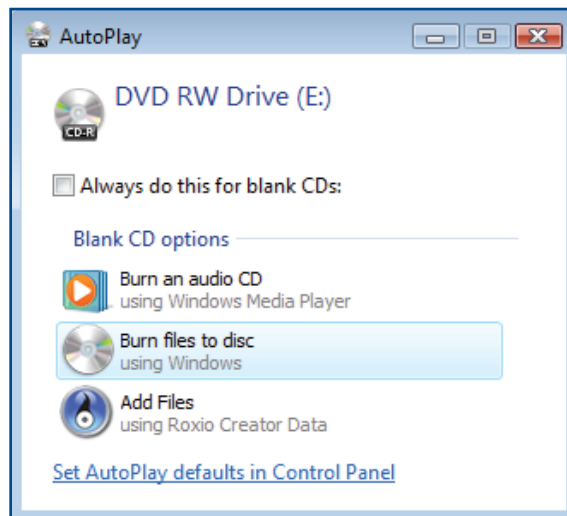 AutoPlay
DVD RW Drive (E:)
CD-R
Always do this for blank CDs:
Blank CD options
Burn an audio CD
using Windows Media Player
Burn files to disc
using Windows
Add Files
using Roxio Creator Data
Set AutoPlay defaults in Control Panel